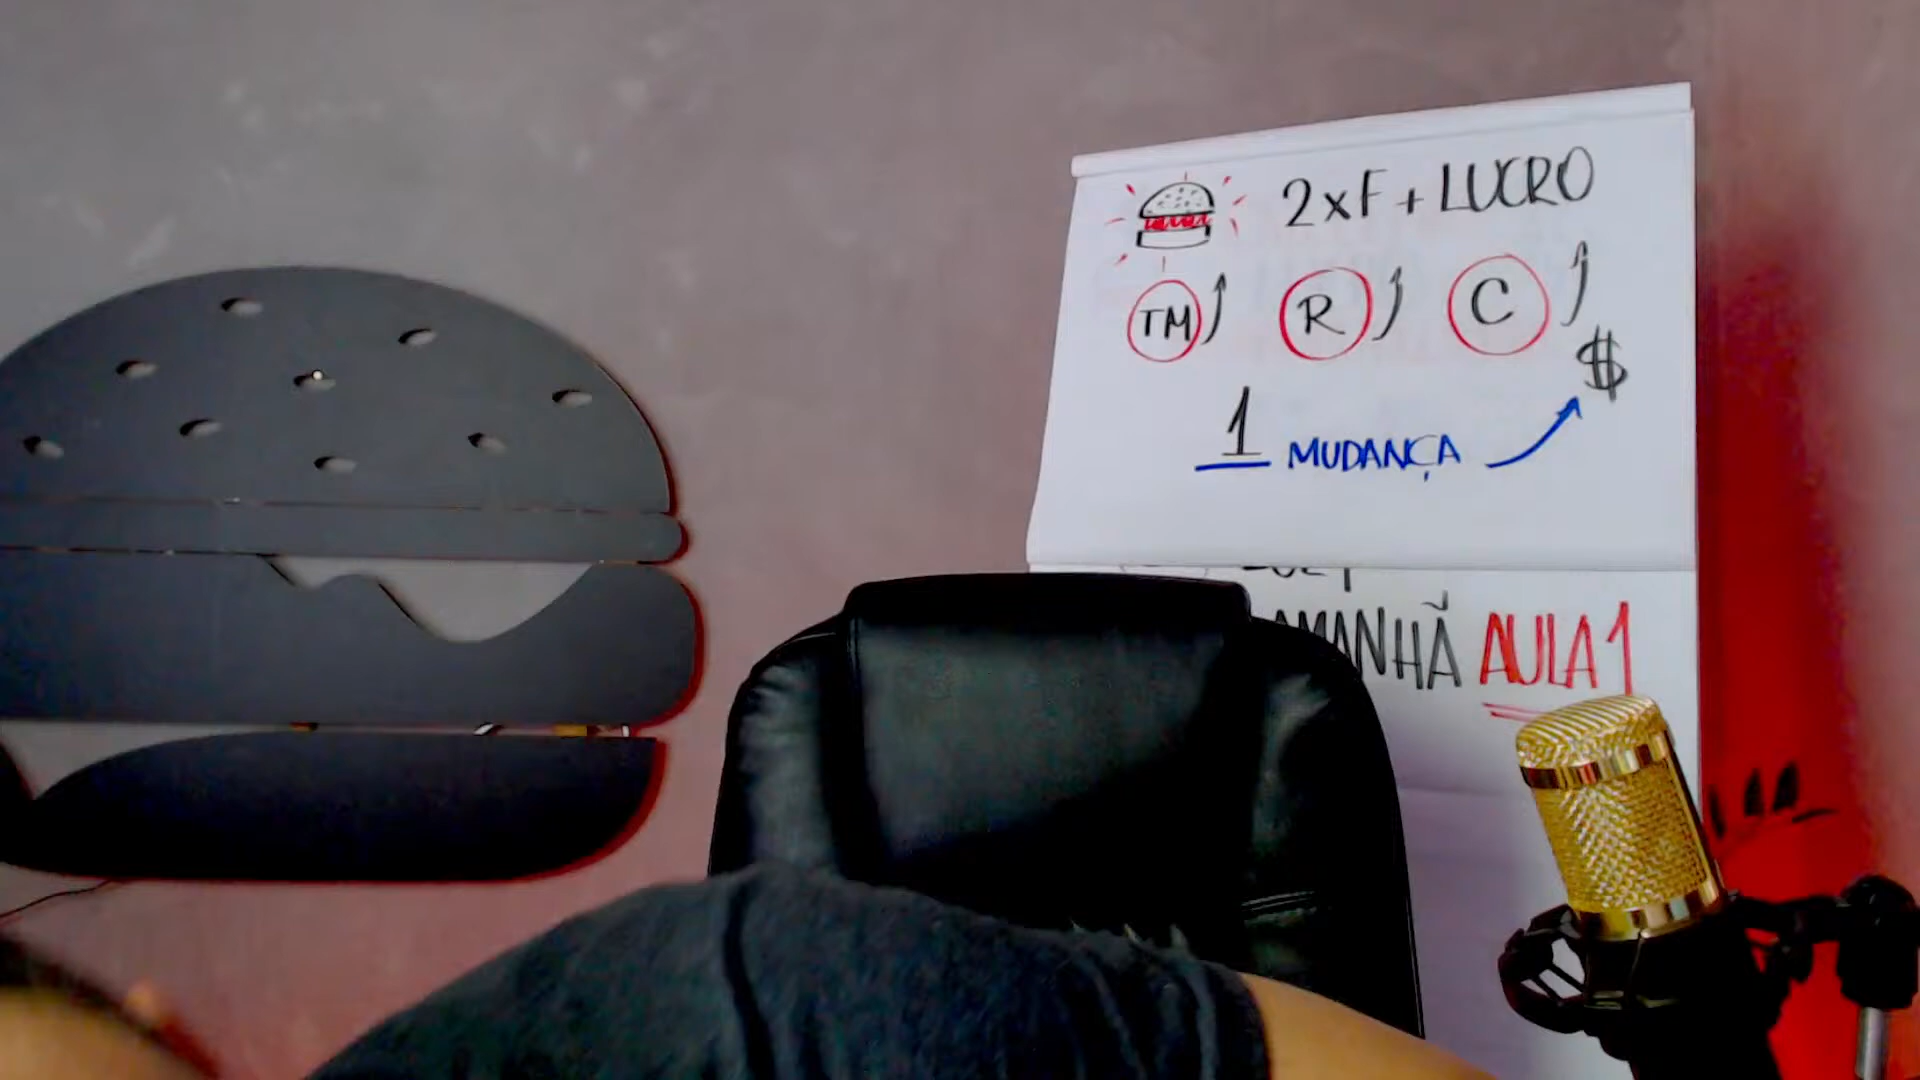 2xF + LUCRO
TM R C
$
1 MUDANÇA
AMANHÃ AULA 1